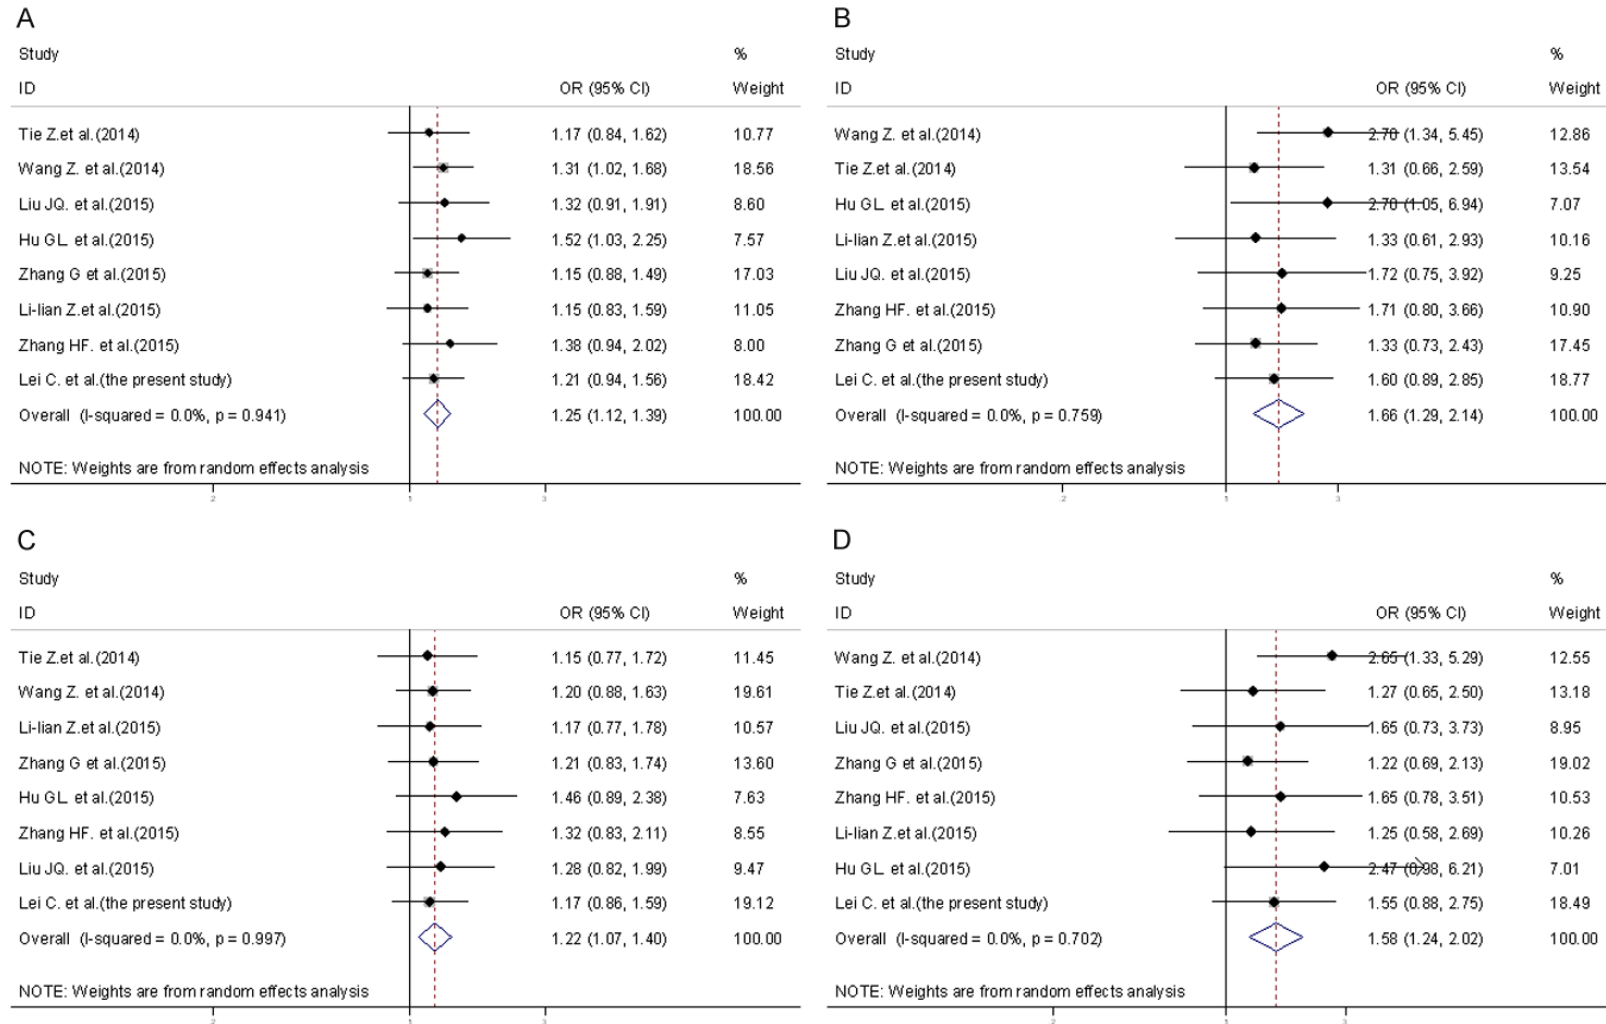 A
Study %
ID OR (95% CI) Weight
Tie Z.et al.(2014) 1.17 (0.84, 1.62) 10.77
Wang Z. et al.(2014) 1.31 (1.02, 1.68) 18.56
Liu JQ. et al.(2015) 1.32 (0.91, 1.91) 8.60
Hu GL. et al.(2015) 1.52 (1.03, 2.25) 7.57
Zhang G et al.(2015) 1.15 (0.88, 1.49) 17.03
Li-lian Z.et al.(2015) 1.15 (0.83, 1.59) 11.05
Zhang HF. et al.(2015) 1.38 (0.94, 2.02) 8.00
Lei C. et al.(the present study) 1.21 (0.94, 1.56) 18.42
Overall (I-squared = 0.0%, p = 0.941) 1.25 (1.12, 1.39) 100.00
NOTE: Weights are from random effects analysis
.2 1 3
B
Study %
ID OR (95% CI) Weight
Wang Z. et al.(2014) 2.70 (1.34, 5.45) 12.86
Tie Z.et al.(2014) 1.31 (0.66, 2.59) 13.54
Hu GL. et al.(2015) 2.70 (1.05, 6.94) 7.07
Li-lian Z.et al.(2015) 1.33 (0.61, 2.93) 10.16
Liu JQ. et al.(2015) 1.72 (0.75, 3.92) 9.25
Zhang HF. et al.(2015) 1.71 (0.80, 3.66) 10.90
Zhang G et al.(2015) 1.33 (0.73, 2.43) 17.45
Lei C. et al.(the present study) 1.60 (0.89, 2.85) 18.77
Overall (I-squared = 0.0%, p = 0.759) 1.66 (1.29, 2.14) 100.00
NOTE: Weights are from random effects analysis
.2 1 3
C
Study %
ID OR (95% CI) Weight
Tie Z.et al.(2014) 1.15 (0.77, 1.72) 11.45
Wang Z. et al.(2014) 1.20 (0.88, 1.63) 19.61
Li-lian Z.et al.(2015) 1.17 (0.77, 1.78) 10.57
Zhang G et al.(2015) 1.21 (0.83, 1.74) 13.60
Hu GL. et al.(2015) 1.46 (0.89, 2.38) 7.63
Zhang HF. et al.(2015) 1.32 (0.83, 2.11) 8.55
Liu JQ. et al.(2015) 1.28 (0.82, 1.99) 9.47
Lei C. et al.(the present study) 1.17 (0.86, 1.59) 19.12
Overall (I-squared = 0.0%, p = 0.997) 1.22 (1.07, 1.40) 100.00
NOTE: Weights are from random effects analysis
.2 1 3
D
Study %
ID OR (95% CI) Weight
Wang Z. et al.(2014) 2.65 (1.33, 5.29) 12.55
Tie Z.et al.(2014) 1.27 (0.65, 2.50) 13.18
Liu JQ. et al.(2015) 1.65 (0.73, 3.73) 8.95
Zhang G et al.(2015) 1.22 (0.69, 2.13) 19.02
Zhang HF. et al.(2015) 1.65 (0.78, 3.51) 10.53
Li-lian Z.et al.(2015) 1.25 (0.58, 2.69) 10.26
Hu GL. et al.(2015) 2.47 (0.98, 6.21) 7.01
Lei C. et al.(the present study) 1.55 (0.88, 2.75) 18.49
Overall (I-squared = 0.0%, p = 0.702) 1.58 (1.24, 2.02) 100.00
NOTE: Weights are from random effects analysis
.2 1 3